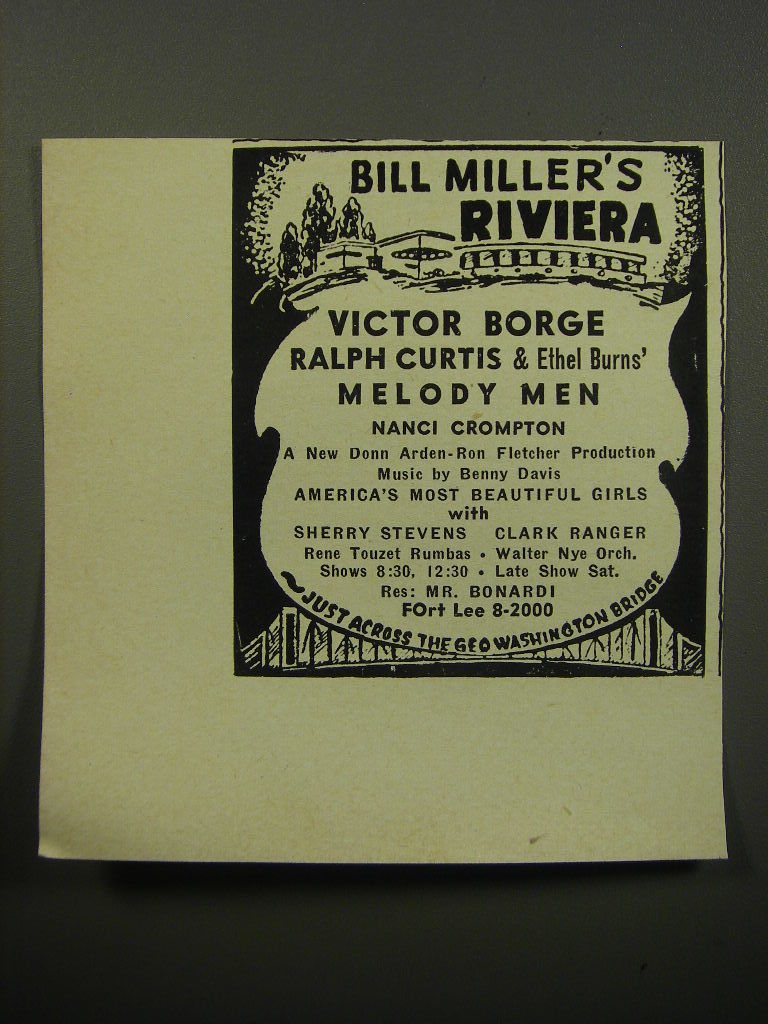 BILL MILLER'S
RIVIERA
VICTOR BORGE
RALPH CURTIS & Ethel Burns'
MELODY MEN
NANCI CROMPTON
A New Donn Arden-Ron Fletcher Production
Music by Benny Davis
AMERICA'S MOST BEAUTIFUL GIRLS
with
SHERRY STEVENS CLARK RANGER
Rene Touzet Rumbas • Walter Nye Orch.
Shows 8:30, 12:30 • Late Show Sat.
Res: MR. BONARDI
FOrt Lee 8-2000
~JUST ACROSS THE GEO WASHINGTON BRIDGE